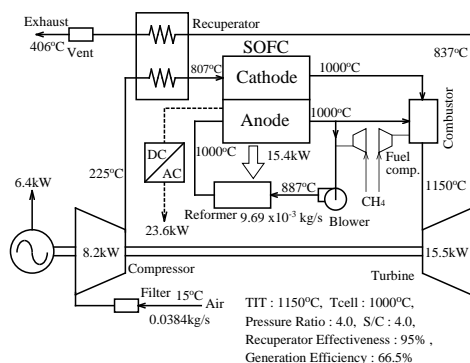 Exhaust
Recuperator
406°C
Vent
SOFC
837°C
807°C
Cathode
1000°C
Anode
1000°C
Combustor
DC
AC
1000°C
15.4kW
Fuel
comp.
225°C
1150°C
887°C
CH4
6.4kW
Reformer
9.69 x10-3 kg/s
Blower
23.6kW
8.2kW
15.5kW
Compressor
Turbine
Filter
15°C
Air
0.0384kg/s
TIT : 1150°C, Tcell : 1000°C,
Pressure Ratio : 4.0, S/C : 4.0,
Recuperator Effectiveness : 95% ,
Generation Efficiency : 66.5%